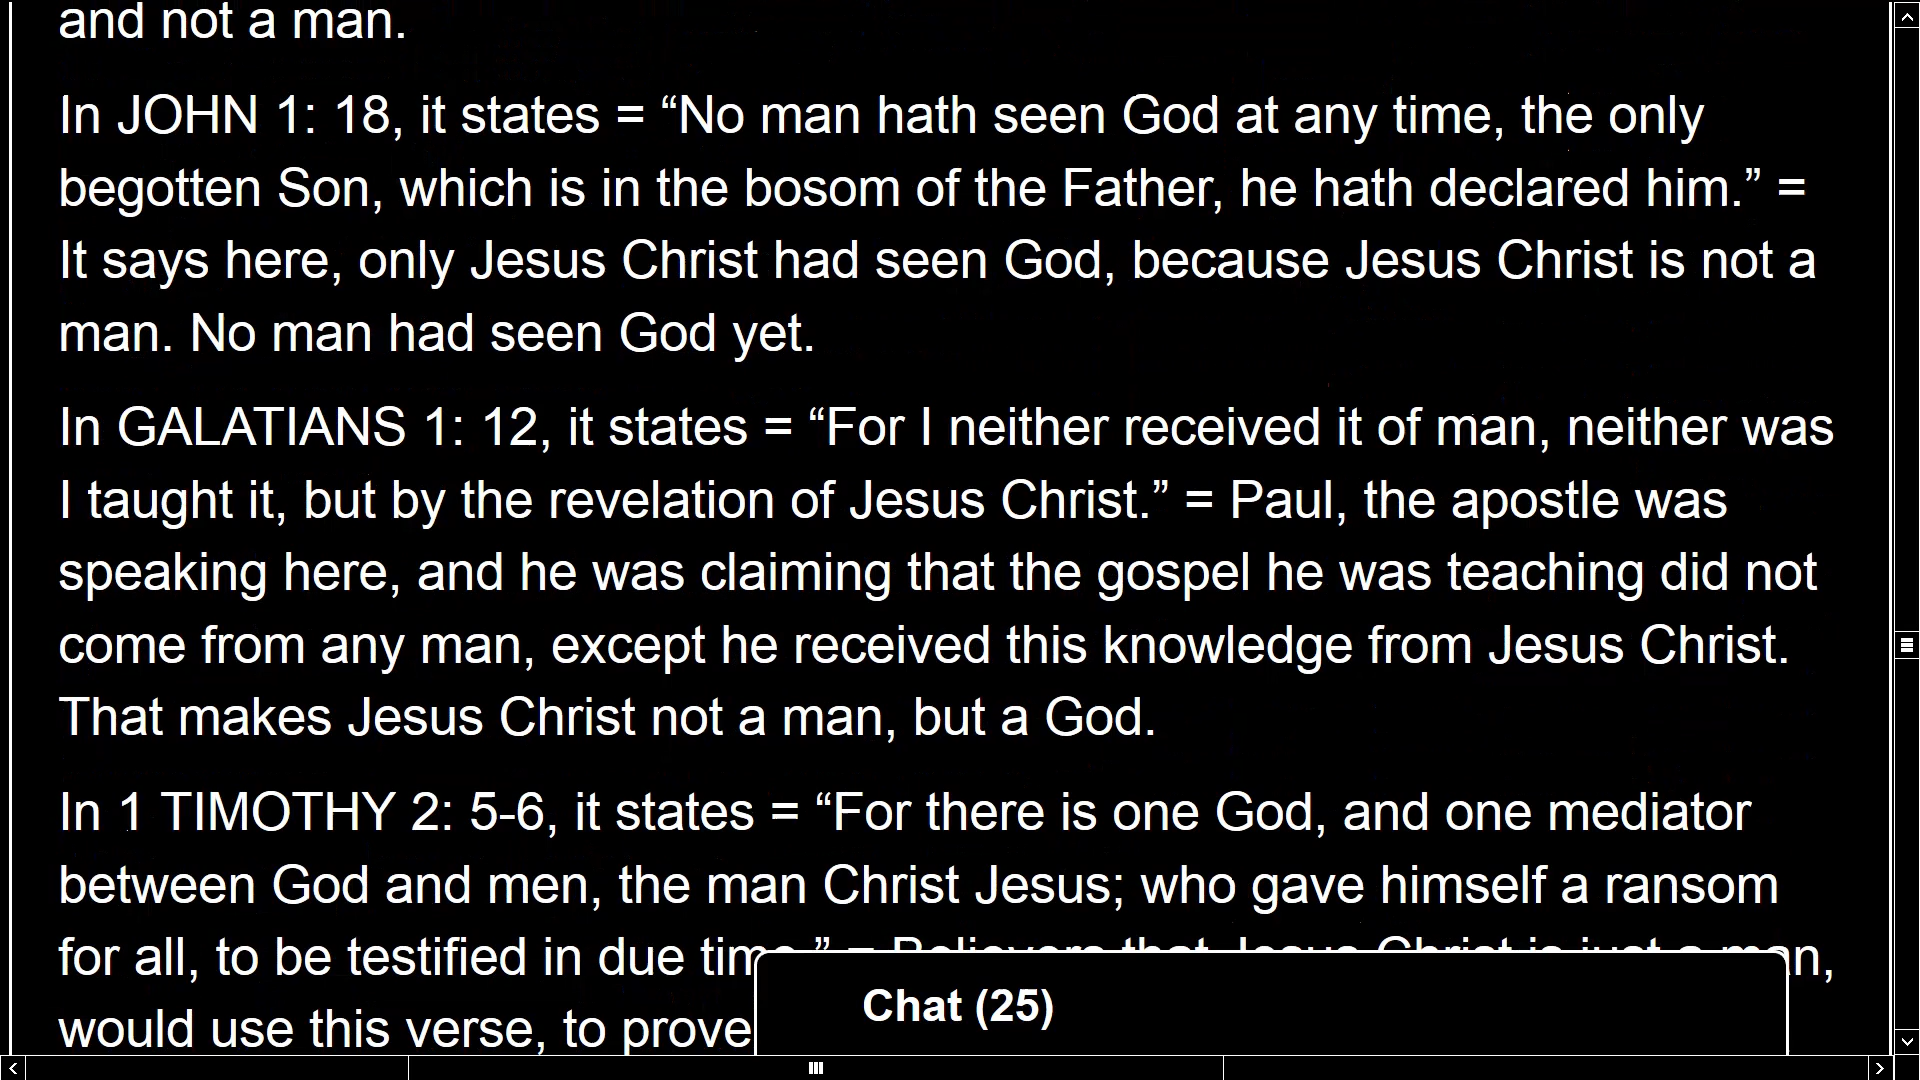 and not a man.
In JOHN 1: 18, it states = “No man hath seen God at any time, the only
begotten Son, which is in the bosom of the Father, he hath declared him.” =
It says here, only Jesus Christ had seen God, because Jesus Christ is not a
man. No man had seen God yet.
In GALATIANS 1: 12, it states = “For I neither received it of man, neither was
I taught it, but by the revelation of Jesus Christ.” = Paul, the apostle was
speaking here, and he was claiming that the gospel he was teaching did not
come from any man, except he received this knowledge from Jesus Christ.
That makes Jesus Christ not a man, but a God.
In 1 TIMOTHY 2: 5-6, it states = “For there is one God, and one mediator
between God and men, the man Christ Jesus; who gave himself a ransom
for all, to be testified in due time.” = Believers that Jesus Christ is just a man,
would use this verse, to prove
Chat (25)